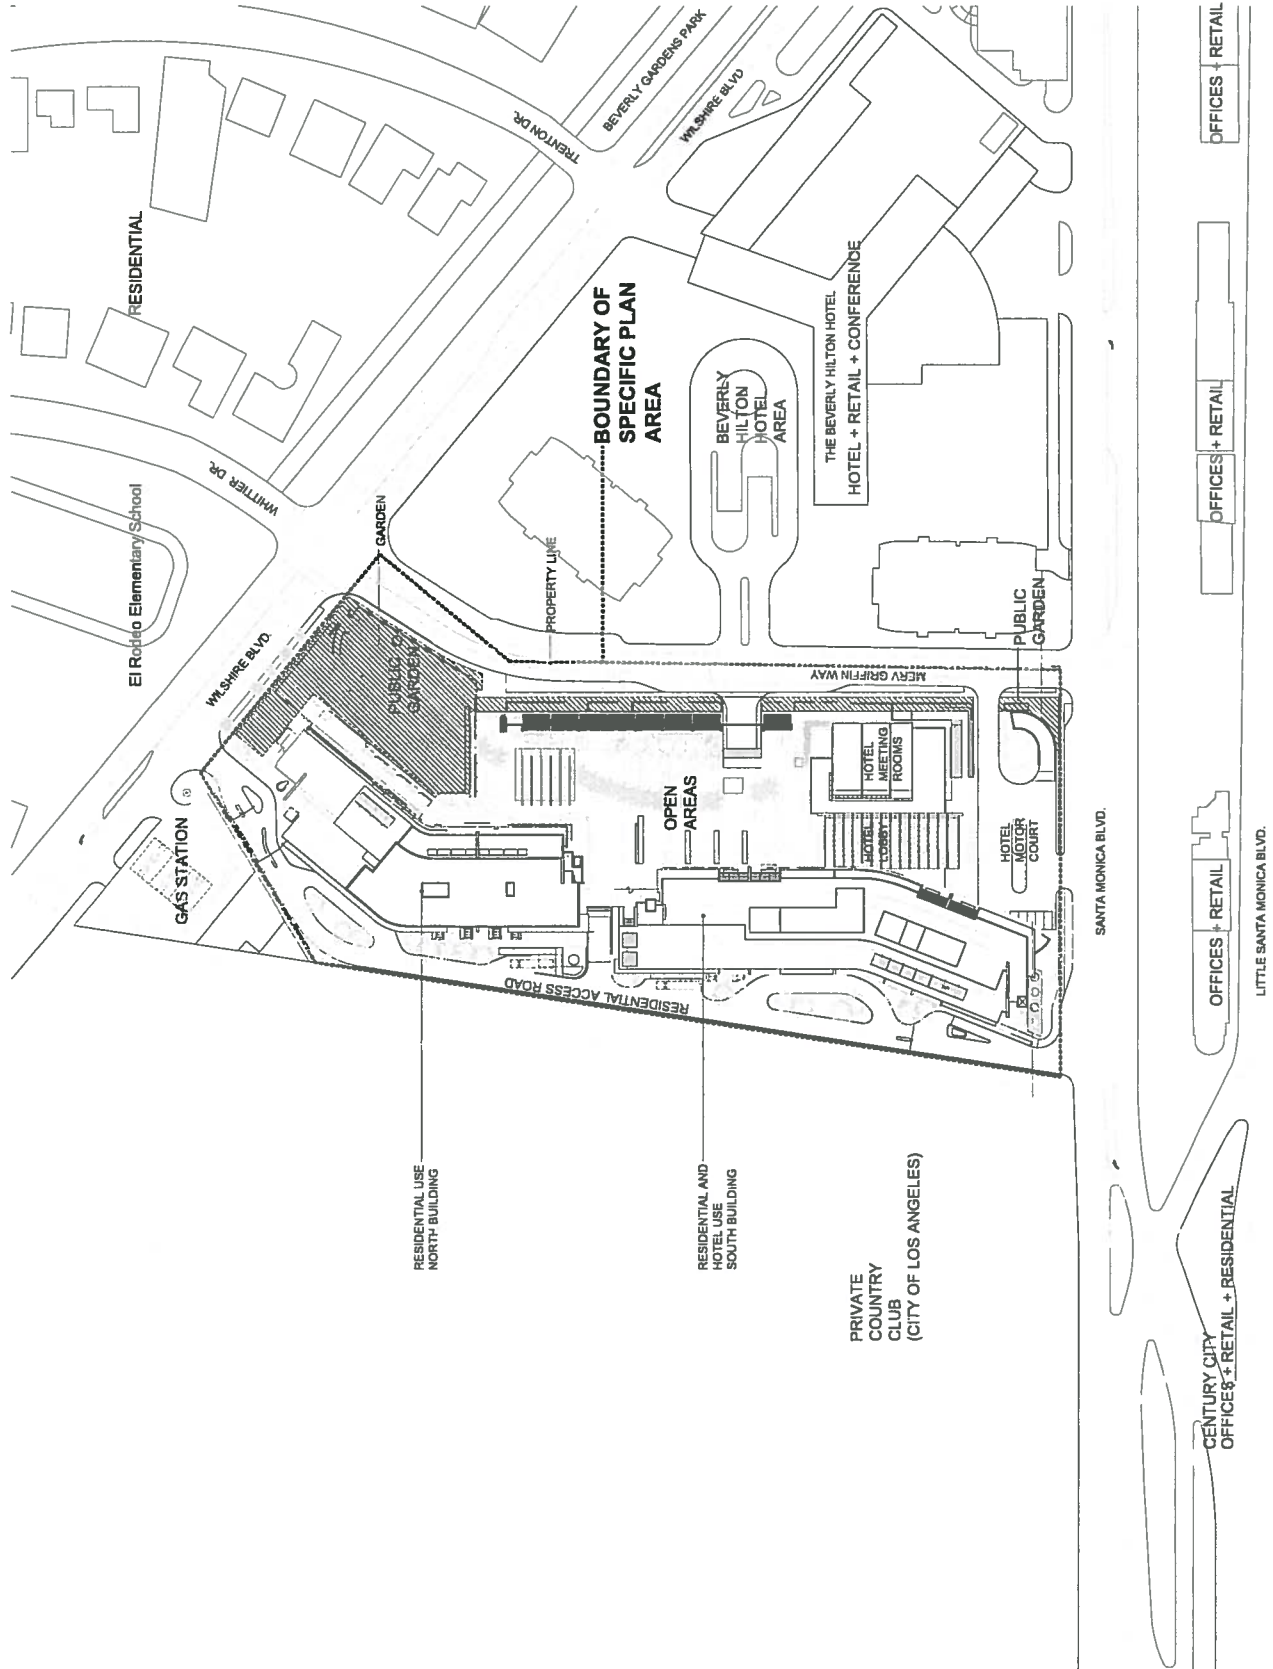 BEVERLY GARDENS PARK
WILSHIRE BLVD
TRENTON DR.
OFFICES + RETAIL
RESIDENTIAL
BOUNDARY OF
SPECIFIC PLAN
AREA
BEVERLY
HILTON
HOTEL
AREA
THE BEVERLY HILTON HOTEL
HOTEL + RETAIL + CONFERENCE
OFFICES + RETAIL
WHITTIER DR.
El Rodeo Elementary School
GARDEN
PROPERTY LINE
PUBLIC
GARDEN
WILSHIRE BLVD.
PUBLIC
GARDEN
MERV GRIFFIN WAY
GAS STATION
OPEN
AREAS
HOTEL
MEETING
ROOMS
HOTEL
LOBBY
HOTEL
MOTOR
COURT
SANTA MONICA BLVD.
OFFICES + RETAIL
LITTLE SANTA MONICA BLVD.
RESIDENTIAL ACCESS ROAD
RESIDENTIAL USE
NORTH BUILDING
RESIDENTIAL AND
HOTEL USE
SOUTH BUILDING
PRIVATE
COUNTRY
CLUB
(CITY OF LOS ANGELES)
CENTURY CITY
OFFICES + RETAIL + RESIDENTIAL